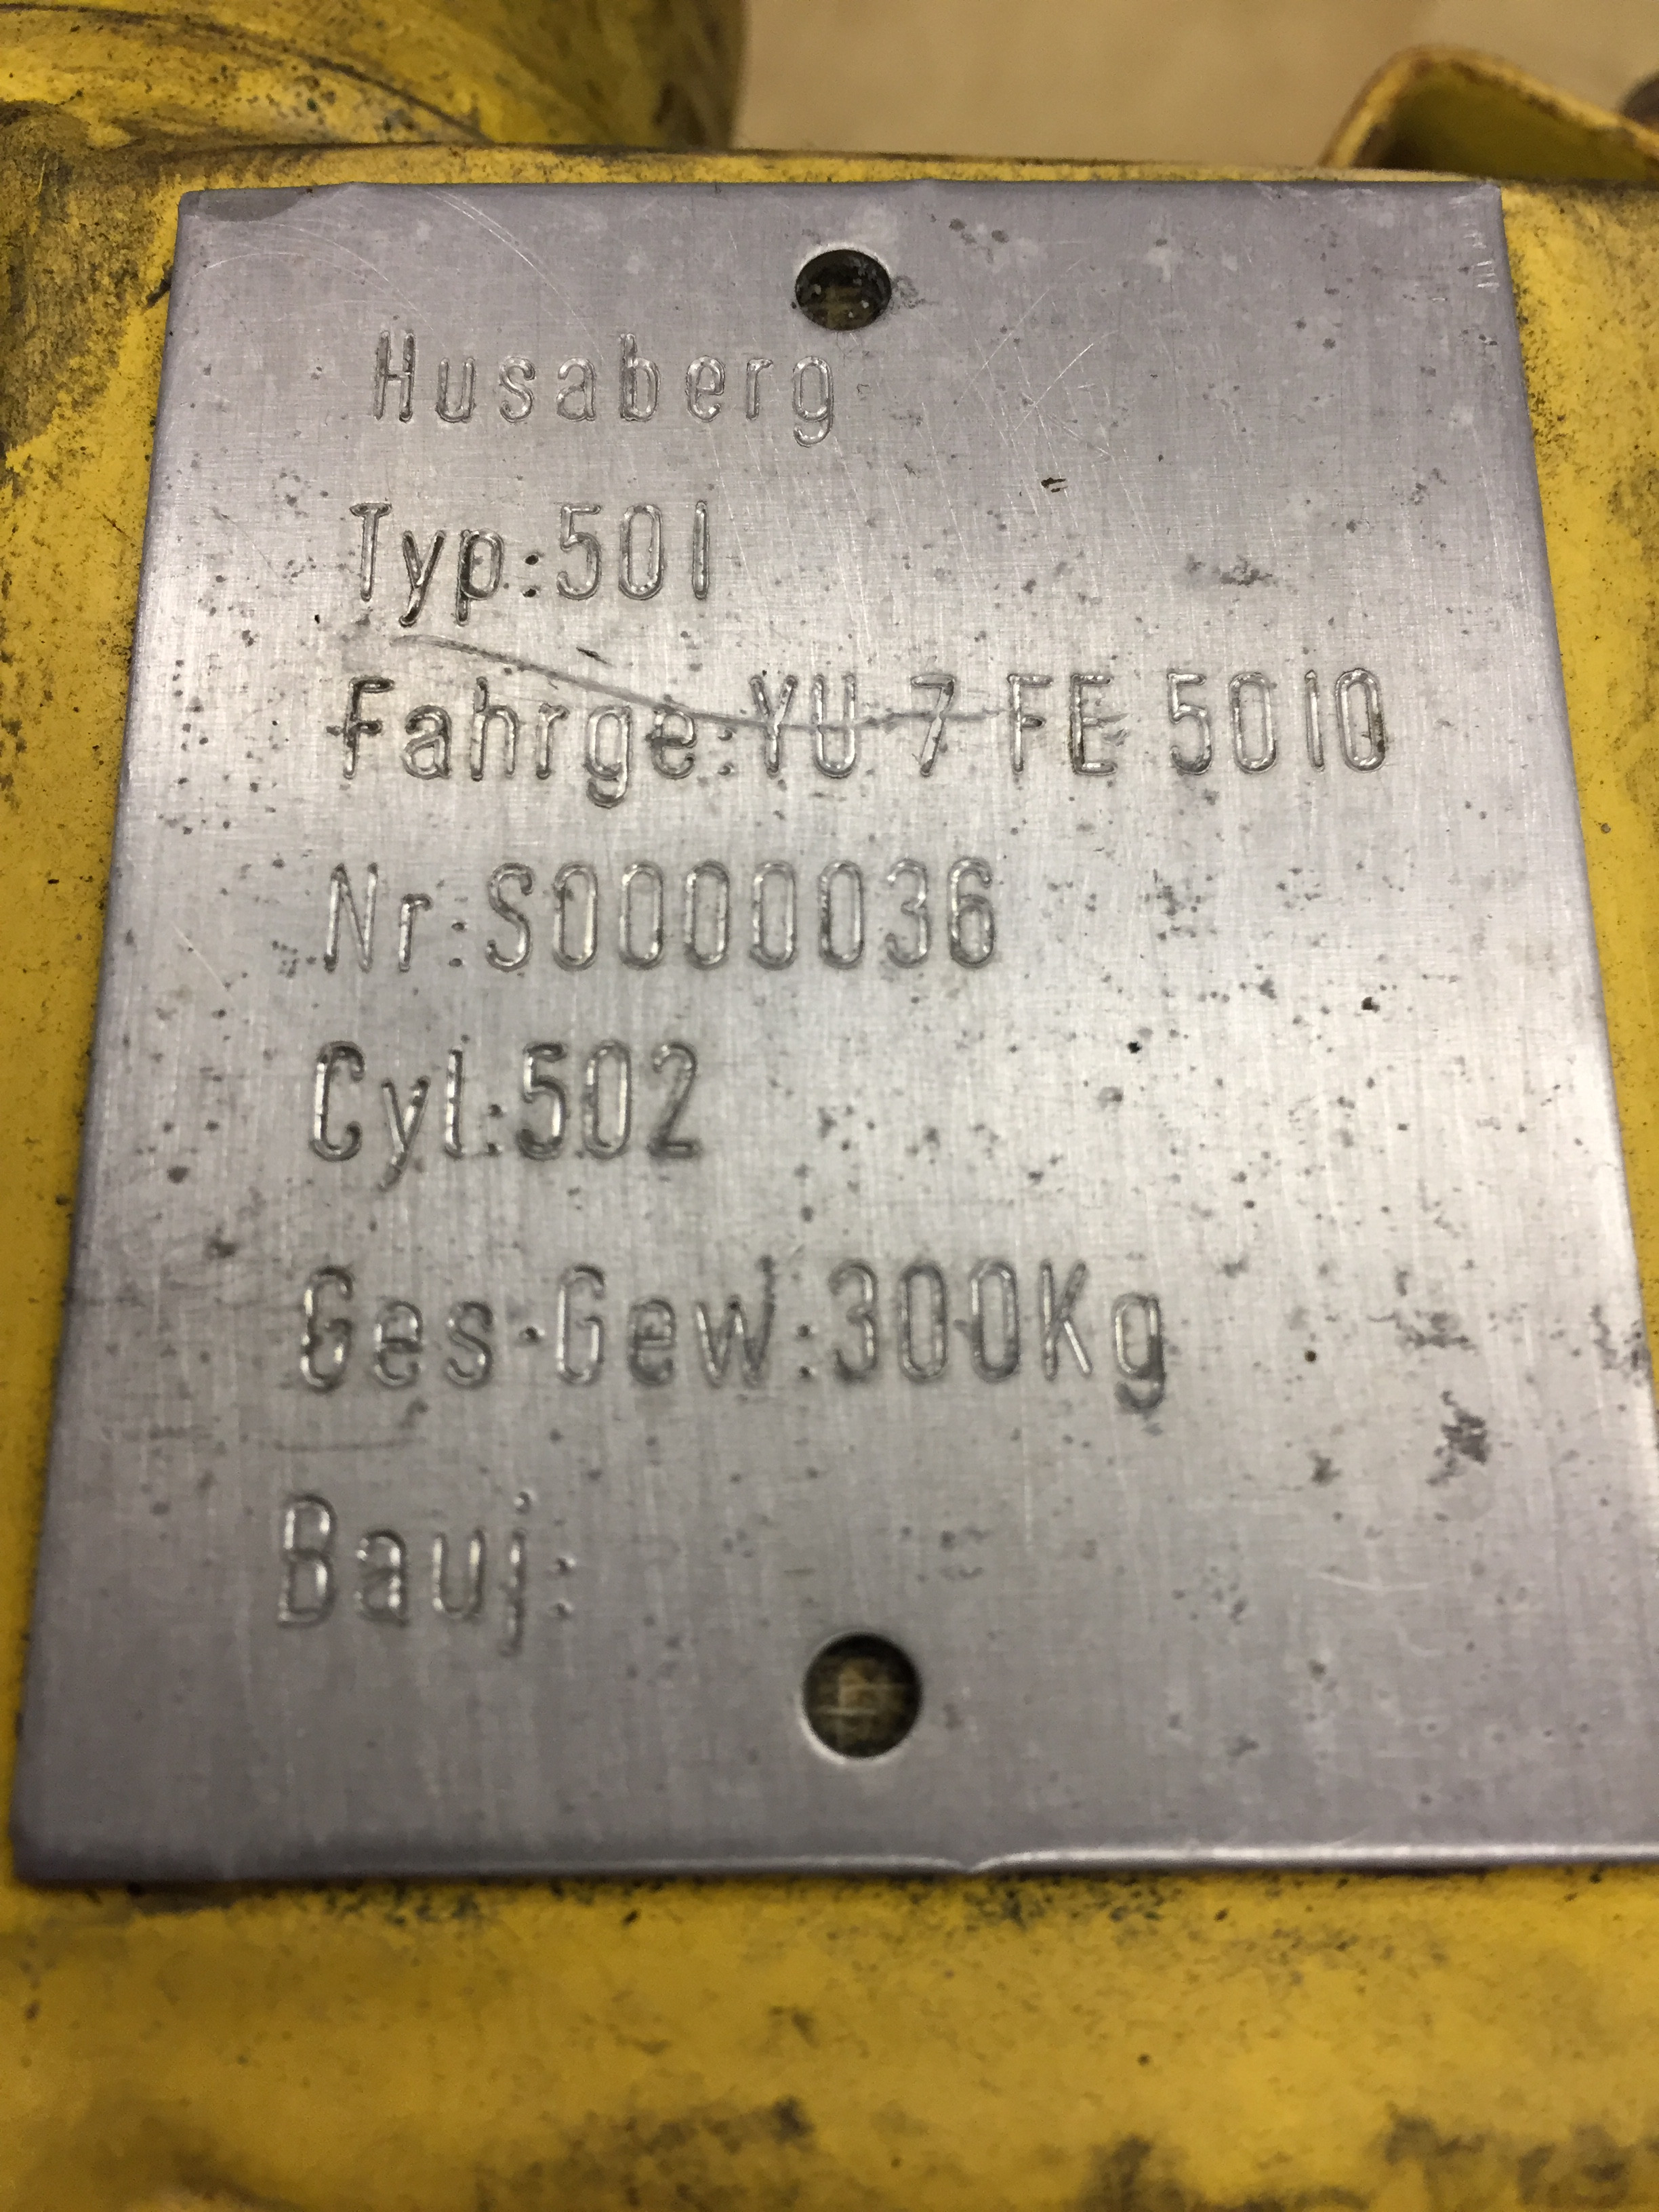 Husaberg
Typ:501
Fahrge:YU 7 FE 5010
Nr:S0000036
Cyl:502
Ges.Gew:300Kg
Bauj: